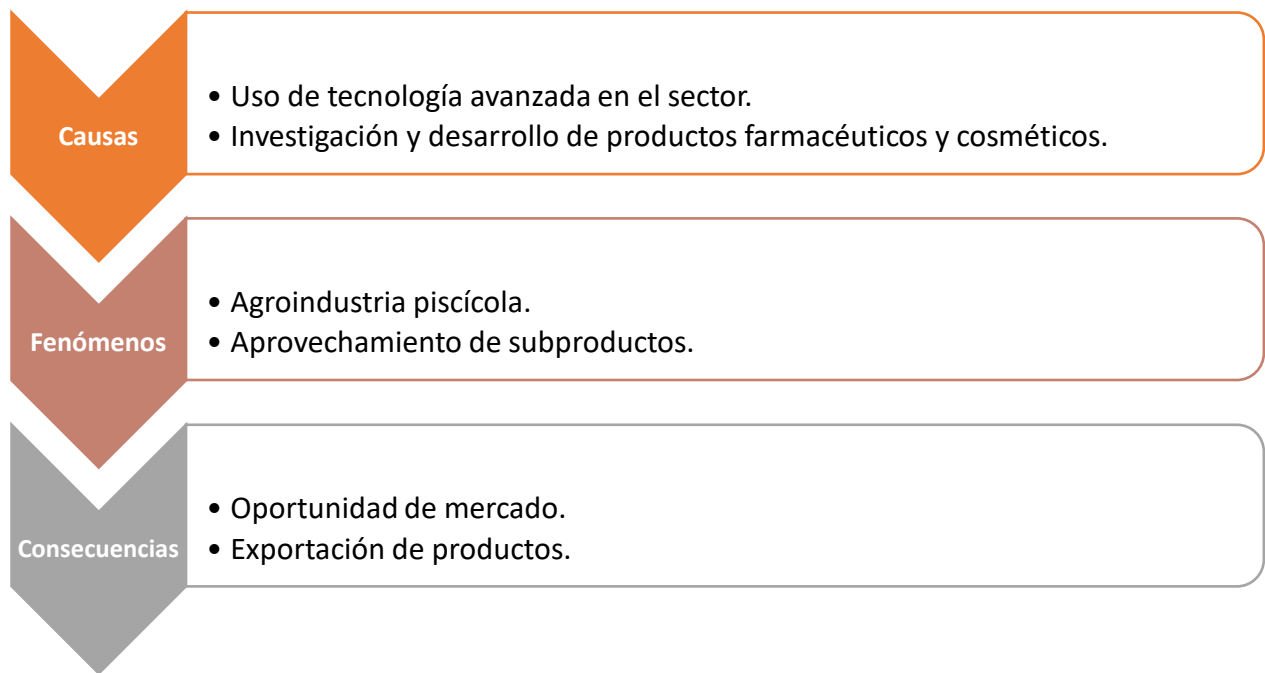 Causas
• Uso de tecnología avanzada en el sector.
• Investigación y desarrollo de productos farmacéuticos y cosméticos.
Fenómenos
• Agroindustria piscícola.
• Aprovechamiento de subproductos.
Consecuencias
• Oportunidad de mercado.
• Exportación de productos.